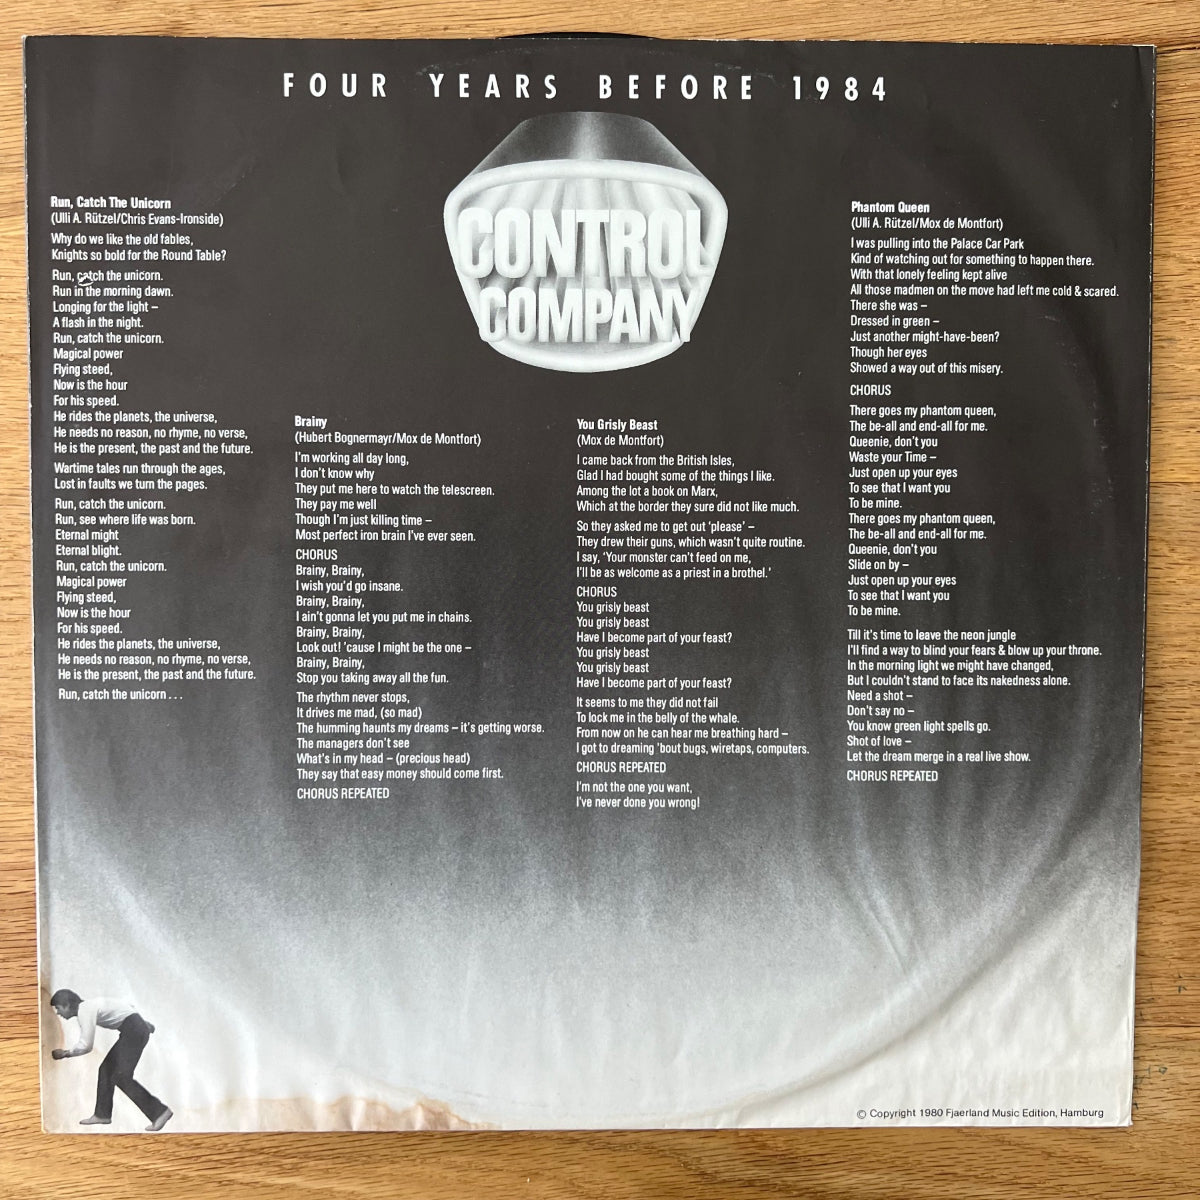 FOUR YEARS BEFORE 1984
CONTROL
COMPANY
Run, Catch The Unicorn
(Ulli A. Rützel/Chris Evans-Ironside)
Why do we like the old fables,
Knights so bold for the Round Table?
Run, catch the unicorn.
Run in the morning dawn.
Longing for the light –
A flash in the night.
Run, catch the unicorn.
Magical power
Flying steed,
Now is the hour
For his speed.
He rides the planets, the universe,
He needs no reason, no rhyme, no verse,
He is the present, the past and the future.
Wartime tales run through the ages,
Lost in faults we turn the pages.
Run, catch the unicorn.
Run, see where life was born.
Eternal might
Eternal blight.
Run, catch the unicorn.
Magical power
Flying steed,
Now is the hour
For his speed.
He rides the planets, the universe,
He needs no reason, no rhyme, no verse,
He is the present, the past and the future.
Run, catch the unicorn . . .
Brainy
(Hubert Bognermayr/Mox de Montfort)
I'm working all day long,
I don't know why
They put me here to watch the telescreen.
They pay me well
Though I'm just killing time –
Most perfect iron brain I've ever seen.
CHORUS
Brainy, Brainy,
I wish you'd go insane.
Brainy, Brainy,
I ain't gonna let you put me in chains.
Brainy, Brainy,
Look out! 'cause I might be the one –
Brainy, Brainy,
Stop you taking away all the fun.
The rhythm never stops,
It drives me mad, (so mad)
The humming haunts my dreams – it's getting worse.
The managers don't see
What's in my head – (precious head)
They say that easy money should come first.
CHORUS REPEATED
You Grisly Beast
(Mox de Montfort)
I came back from the British Isles,
Glad I had bought some of the things I like.
Among the lot a book on Marx,
Which at the border they sure did not like much.
So they asked me to get out 'please' –
They drew their guns, which wasn't quite routine.
I say, 'Your monster can't feed on me,
I'll be as welcome as a priest in a brothel.'
CHORUS
You grisly beast
You grisly beast
Have I become part of your feast?
You grisly beast
You grisly beast
Have I become part of your feast?
It seems to me they did not fail
To lock me in the belly of the whale.
From now on he can hear me breathing hard –
I got to dreaming 'bout bugs, wiretaps, computers.
CHORUS REPEATED
I'm not the one you want,
I've never done you wrong!
Phantom Queen
(Ulli A. Rützel/Mox de Montfort)
I was pulling into the Palace Car Park
Kind of watching out for something to happen there.
With that lonely feeling kept alive
All those madmen on the move had left me cold & scared.
There she was –
Dressed in green –
Just another might-have-been?
Though her eyes
Showed a way out of this misery.
CHORUS
There goes my phantom queen,
The be-all and end-all for me.
Queenie, don't you
Waste your Time –
Just open up your eyes
To see that I want you
To be mine.
There goes my phantom queen,
The be-all and end-all for me.
Queenie, don't you
Slide on by –
Just open up your eyes
To see that I want you
To be mine.
Till it's time to leave the neon jungle
I'll find a way to blind your fears & blow up your throne.
In the morning light we might have changed,
But I couldn't stand to face its nakedness alone.
Need a shot –
Don't say no –
You know green light spells go.
Shot of love –
Let the dream merge in a real live show.
CHORUS REPEATED
© Copyright 1980 Fjaerland Music Edition, Hamburg